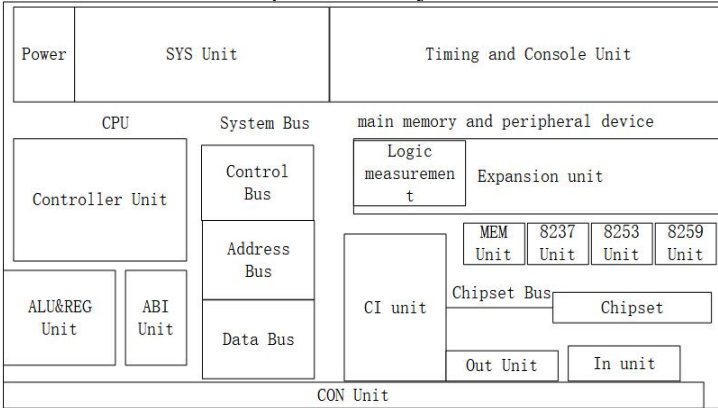 Power
SYS Unit
Timing and Console Unit
CPU
System Bus
main memory and peripheral device
Controller Unit
Control
Bus
Logic
measuremen
t
Expansion unit
Address
Bus
MEM
Unit
8237
Unit
8253
Unit
8259
Unit
ALU&REG
Unit
ABI
Unit
Data Bus
CI unit
Chipset Bus
Chipset
Out Unit
In unit
CON Unit